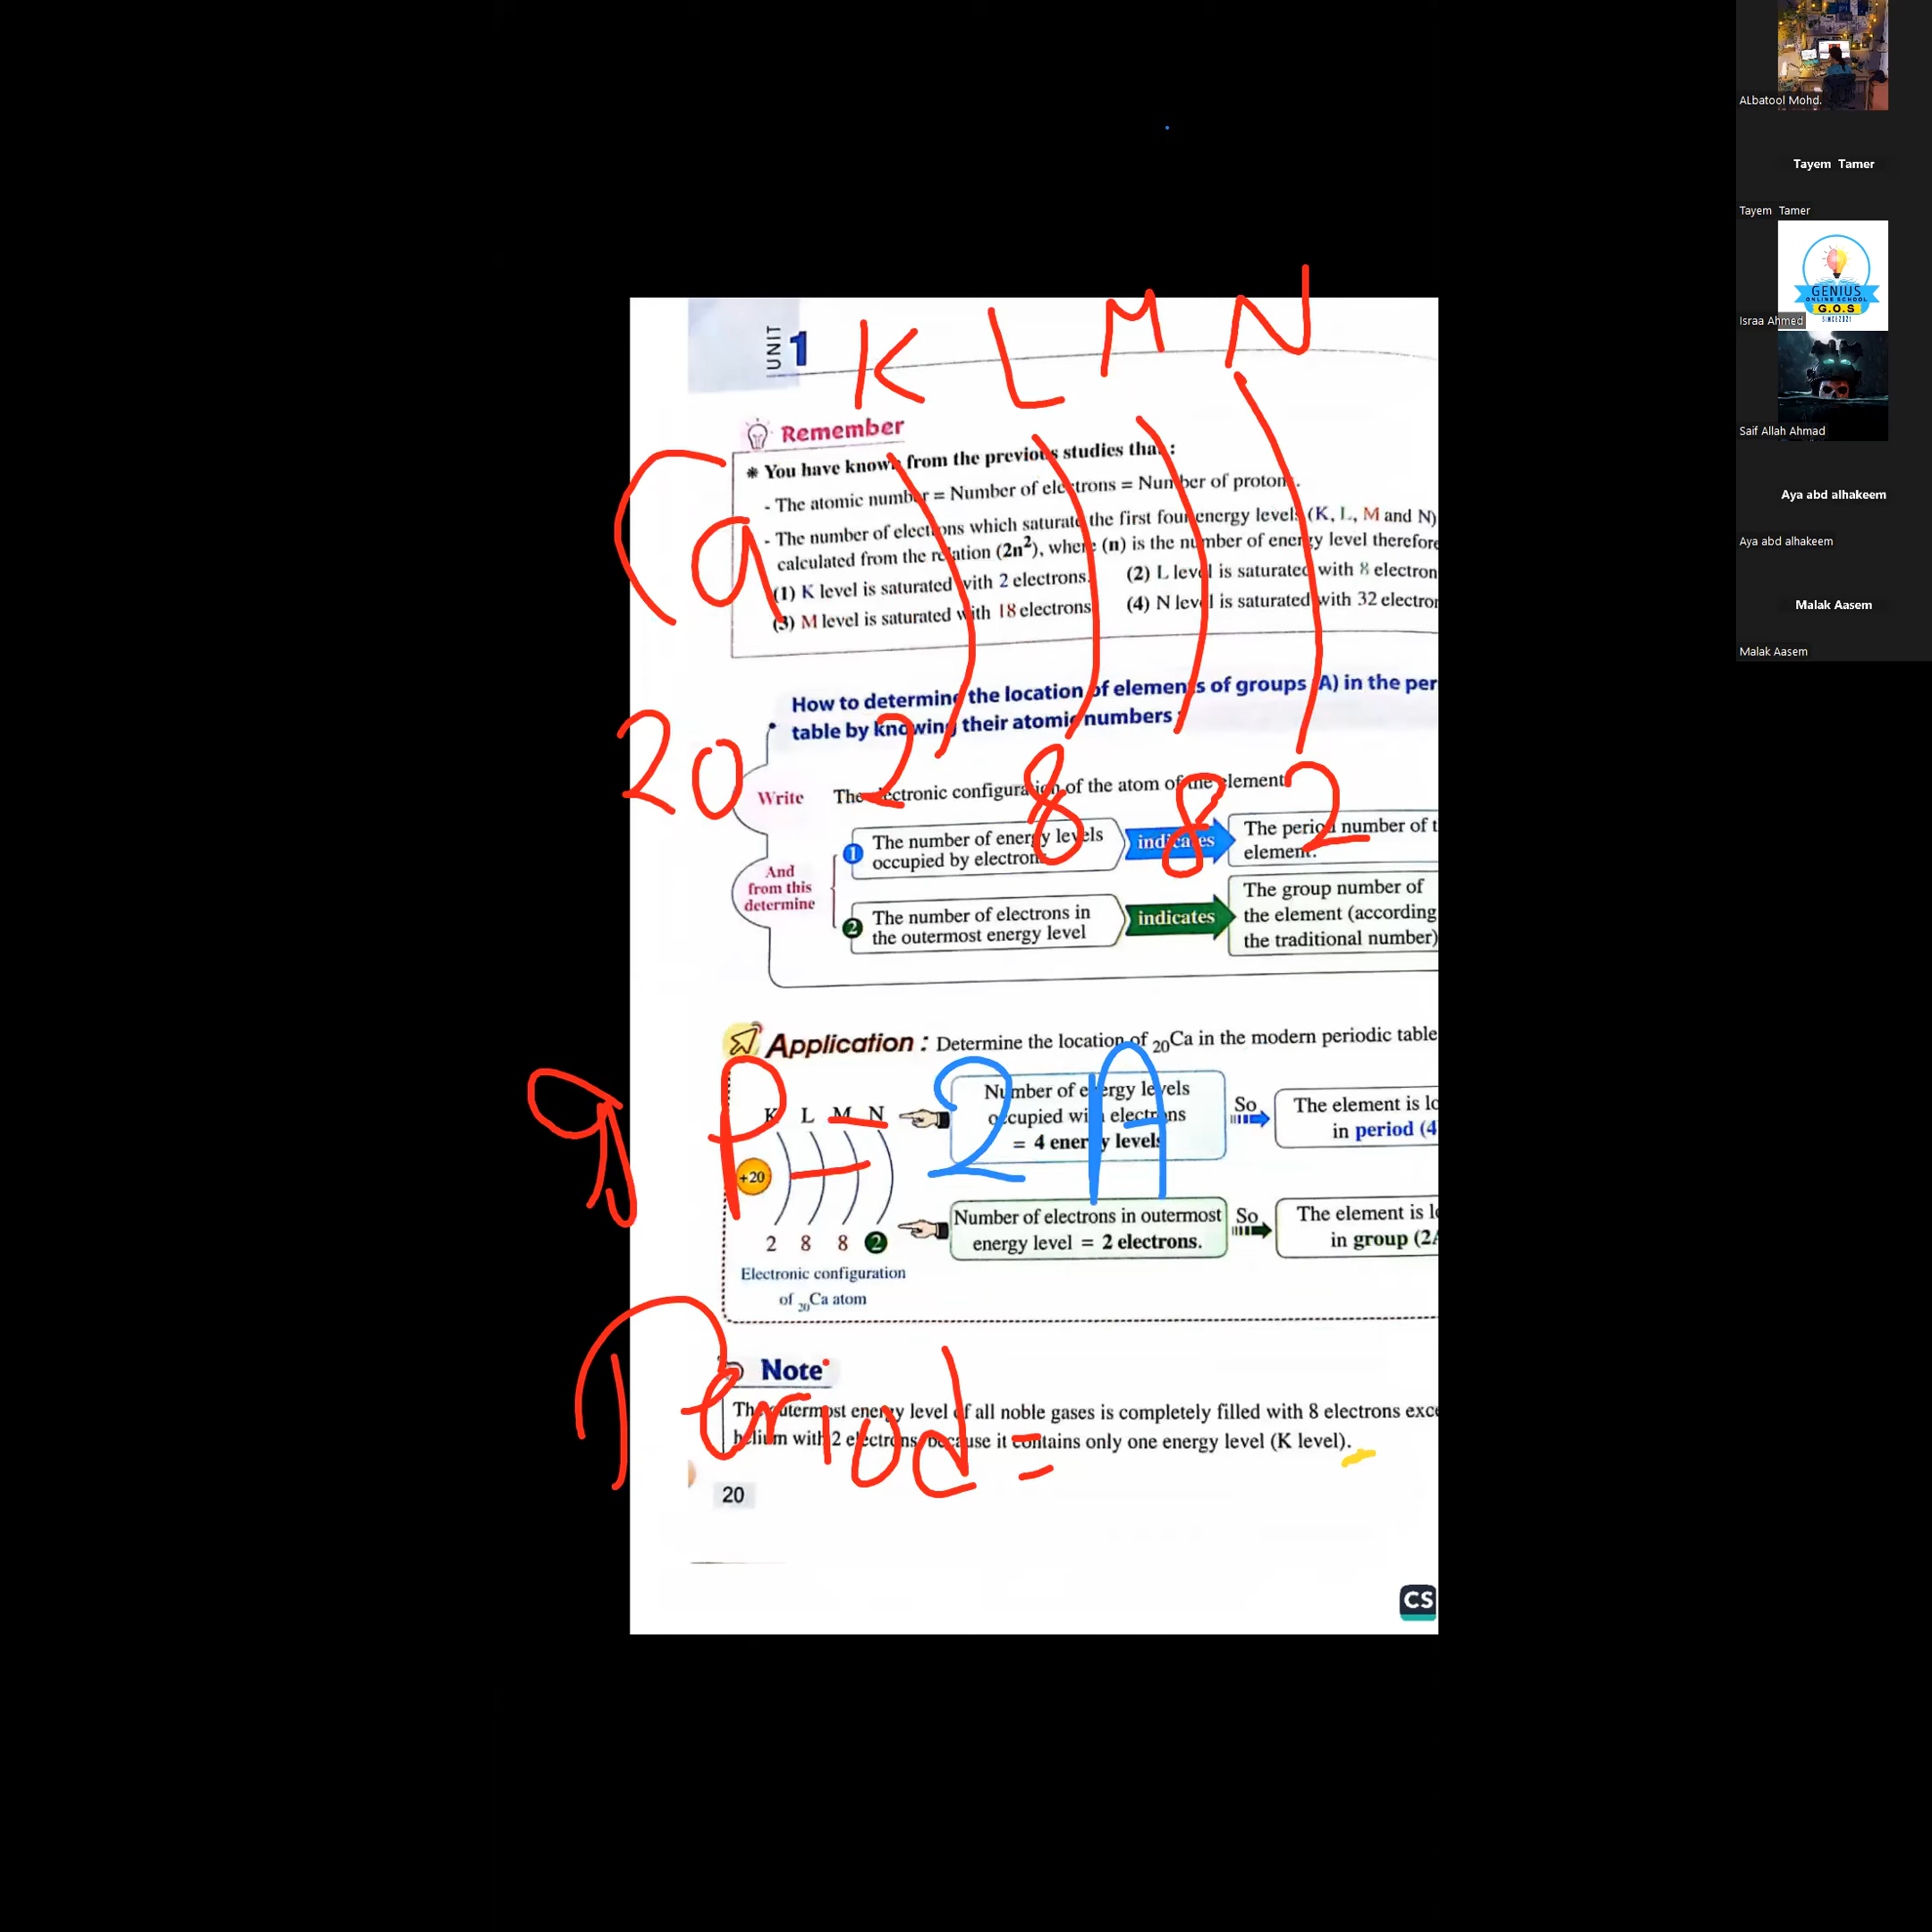 ALbatool Mohd.
Tayem Tamer
Tayem Tamer
GENIUS
ONLINE SCHOOL
G.O.S
SINCE2021
Israa Ahmed
Saif Allah Ahmad
Aya abd alhakeem
Aya abd alhakeem
Malak Aasem
Malak Aasem
K L M N
UNIT 1
Remember
Ca
* You have known from the previous studies that :
- The atomic number = Number of electrons = Number of protons.
- The number of electrons which saturate the first four energy levels (K, L, M and N)
calculated from the relation (2n²), where (n) is the number of energy level therefore
(1) K level is saturated with 2 electrons. (2) L level is saturated with 8 electron
(3) M level is saturated with 18 electrons (4) N level is saturated with 32 electron
How to determine the location of elements of groups (A) in the per
table by knowing their atomic numbers :
20 2 8 8 2
Write The electronic configuration of the atom of the element
And from this determine
1 The number of energy levels occupied by electrons indicates The period number of t
element.
2 The number of electrons in the outermost energy level indicates The group number of
the element (according
the traditional number)
Application : Determine the location of ₂₀Ca in the modern periodic table
g P = 2 A
K L M N
Number of energy levels
occupied with electrons
= 4 energy levels
So
The element is lo
in period (4
+20
2 8 8 2
Number of electrons in outermost
energy level = 2 electrons.
So
The element is l
in group (2A
Electronic configuration
of ₂₀Ca atom
Period =
Note
The outermost energy level of all noble gases is completely filled with 8 electrons exce
helium with 2 electrons, because it contains only one energy level (K level).
20
CS